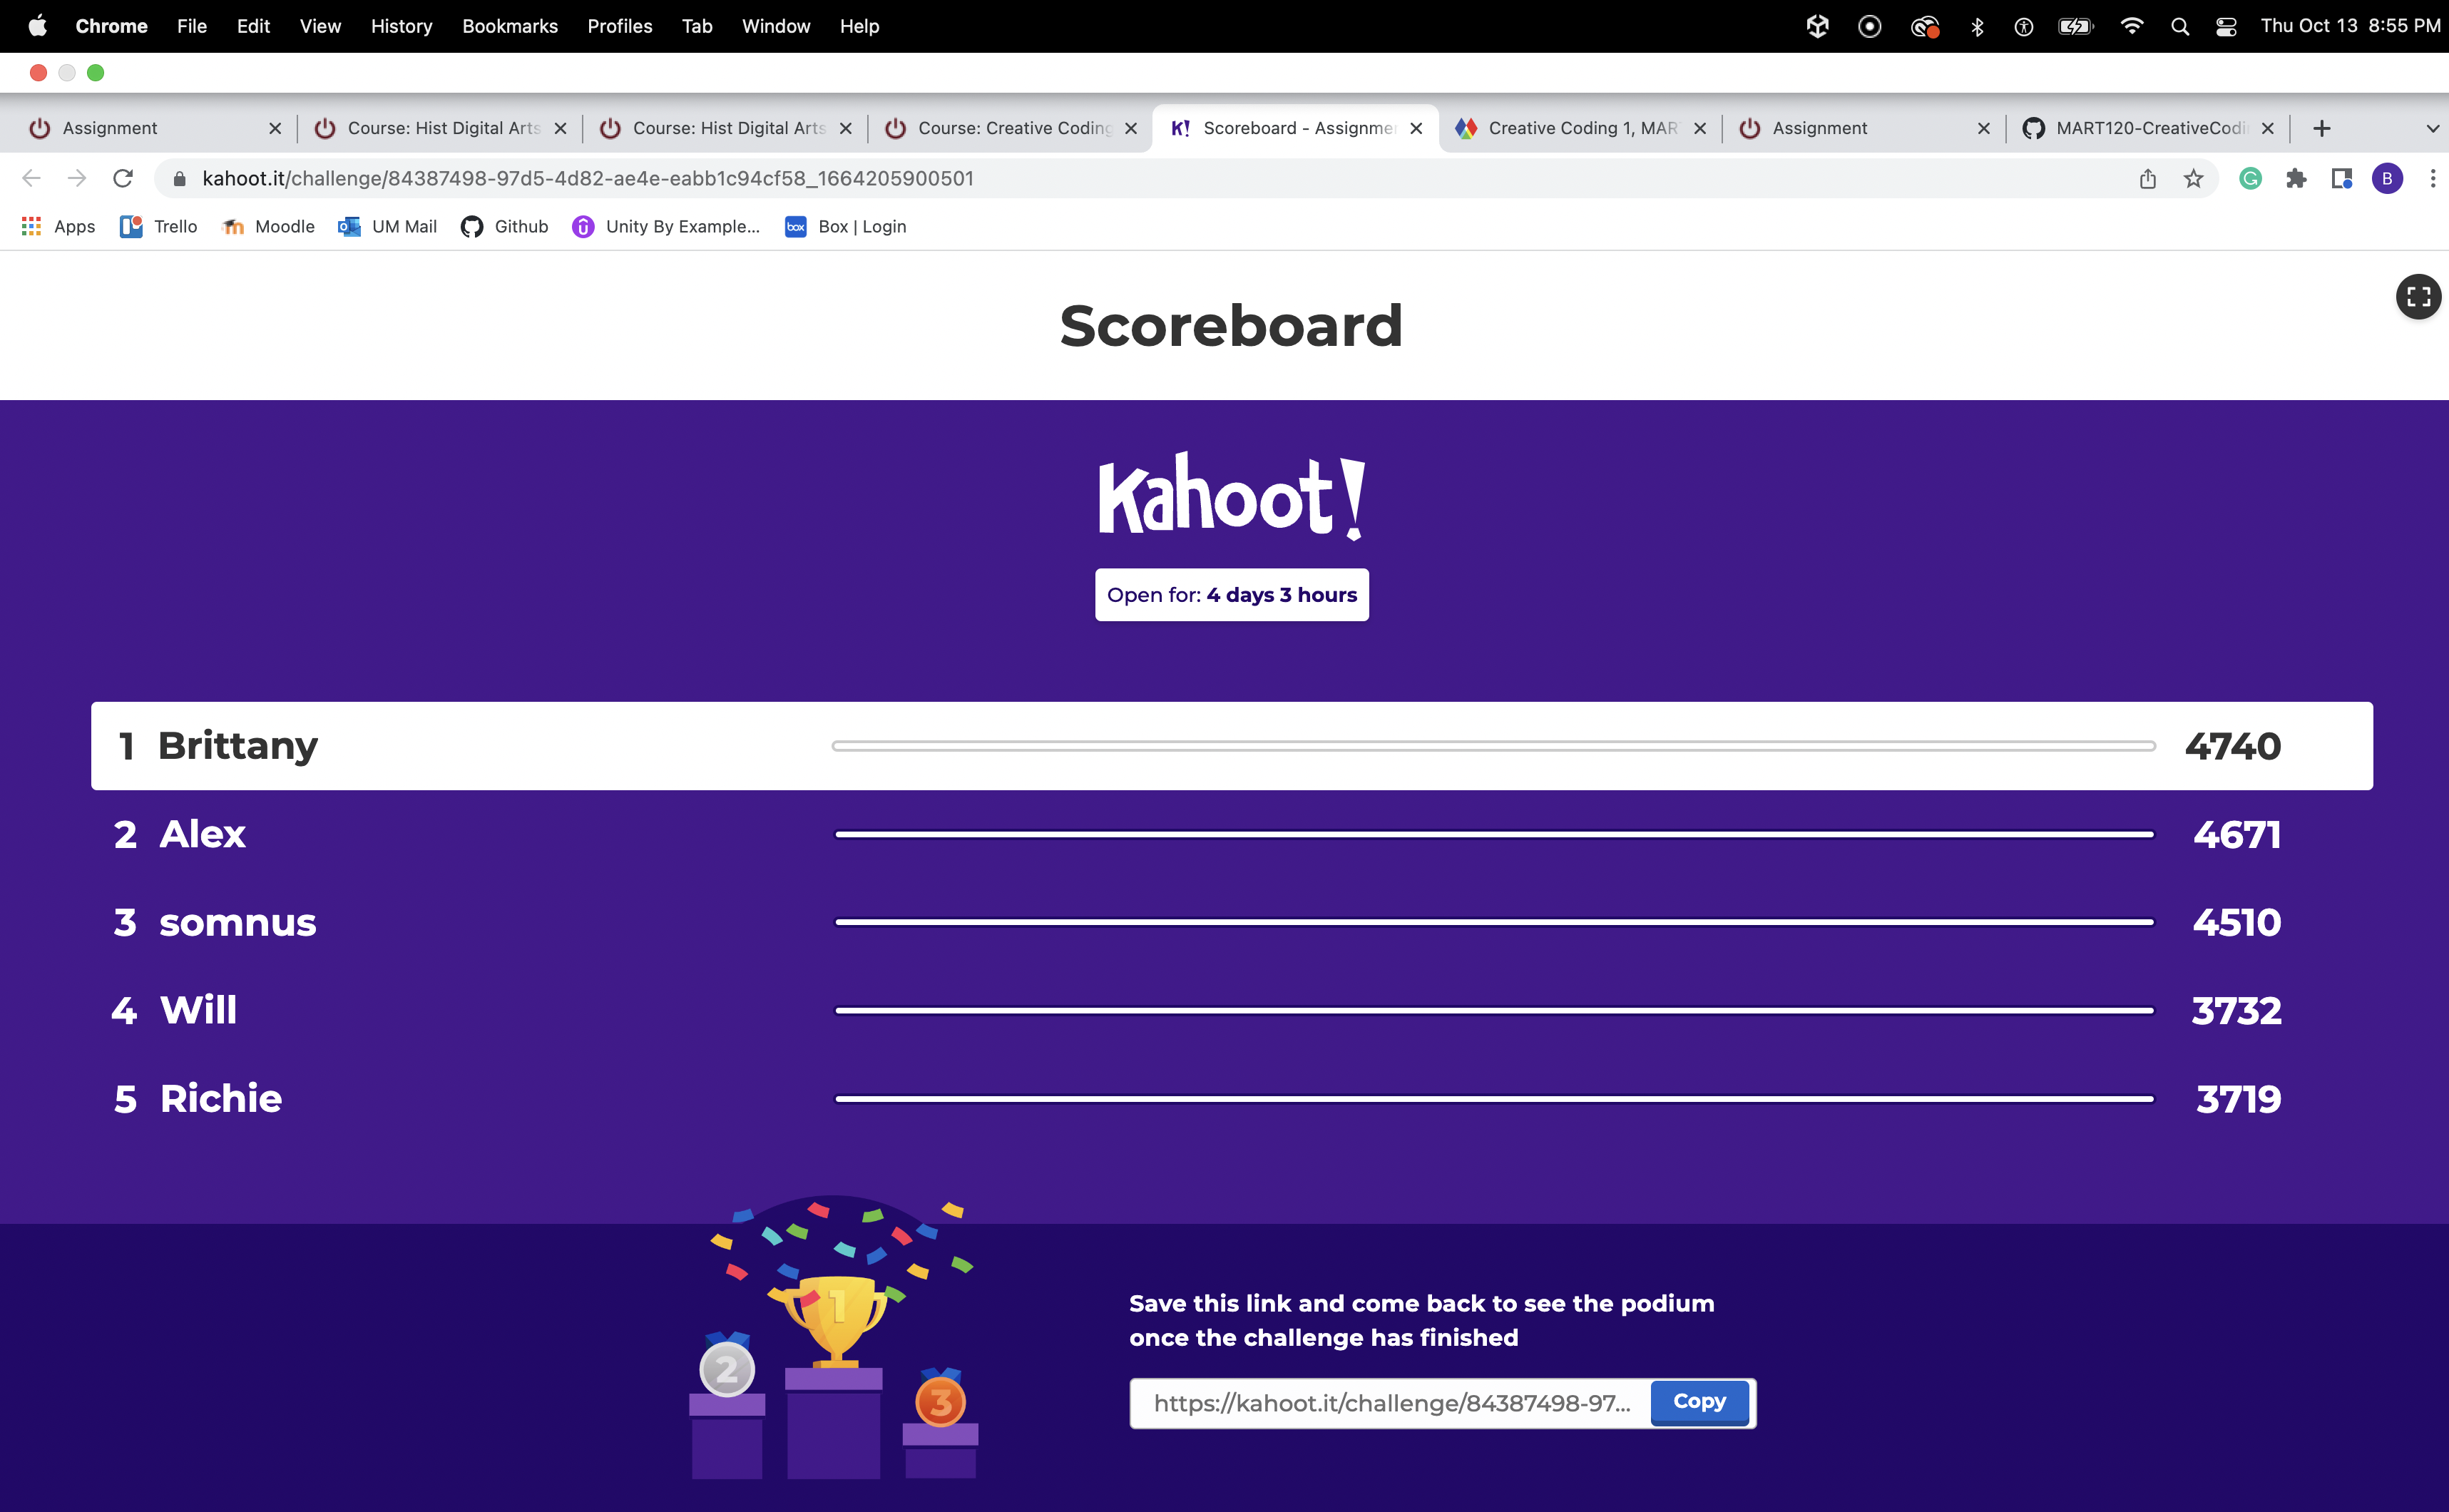 Chrome File Edit View History Bookmarks Profiles Tab Window Help Thu Oct 13 8:55 PM
Assignment Course: Hist Digital Arts Course: Hist Digital Arts Course: Creative Coding K! Scoreboard - Assignmen Creative Coding 1, MAR Assignment MART120-CreativeCodi
kahoot.it/challenge/84387498-97d5-4d82-ae4e-eabb1c94cf58_1664205900501 G B
Apps Trello Moodle UM Mail Github Unity By Example... box Box | Login
Scoreboard
Kahoot!
Open for: 4 days 3 hours
1 Brittany 4740
2 Alex 4671
3 somnus 4510
4 Will 3732
5 Richie 3719
1
2
3
Save this link and come back to see the podium
once the challenge has finished
https://kahoot.it/challenge/84387498-97... Copy